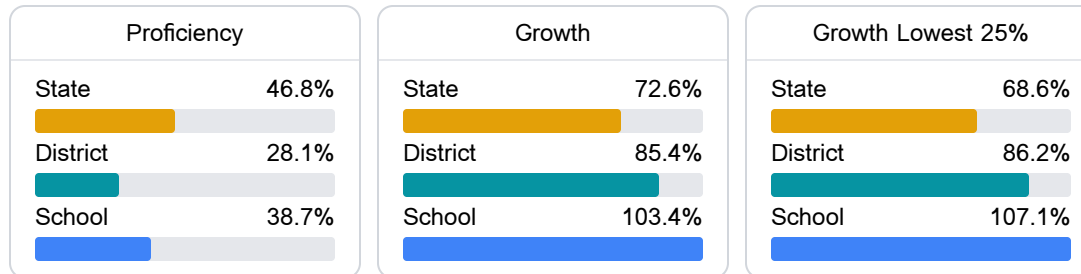 Proficiency
State 46.8%
District 28.1%
School 38.7%
Growth
State 72.6%
District 85.4%
School 103.4%
Growth Lowest 25%
State 68.6%
District 86.2%
School 107.1%